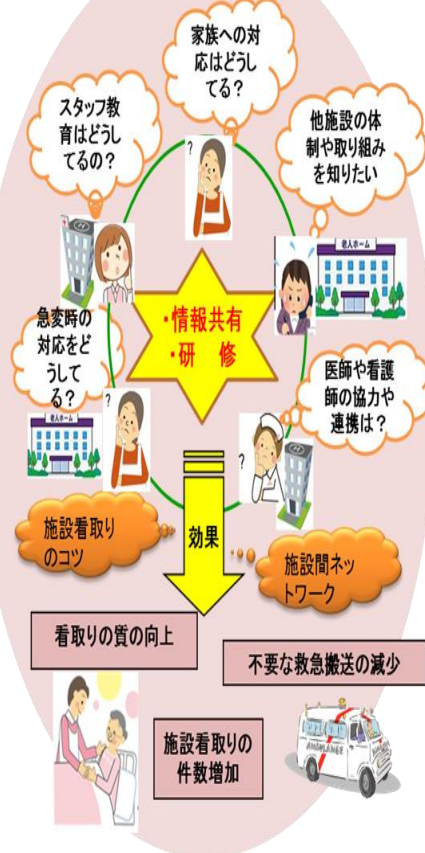 家族への対
応はどうし
てる？
スタッフ教
育はどうし
てるの？
他施設の体
制や取り組み
を知りたい
?
老人ホーム
・情報共有
・研　修
急変時の
対応をど
うして
る？
医師や看護
師の協力や
連携は？
?
老人ホーム
?
施設看取り
のコツ
効果
施設間ネッ
トワーク
看取りの質の向上
不要な救急搬送の減少
施設看取りの
件数増加
AMBULANCE